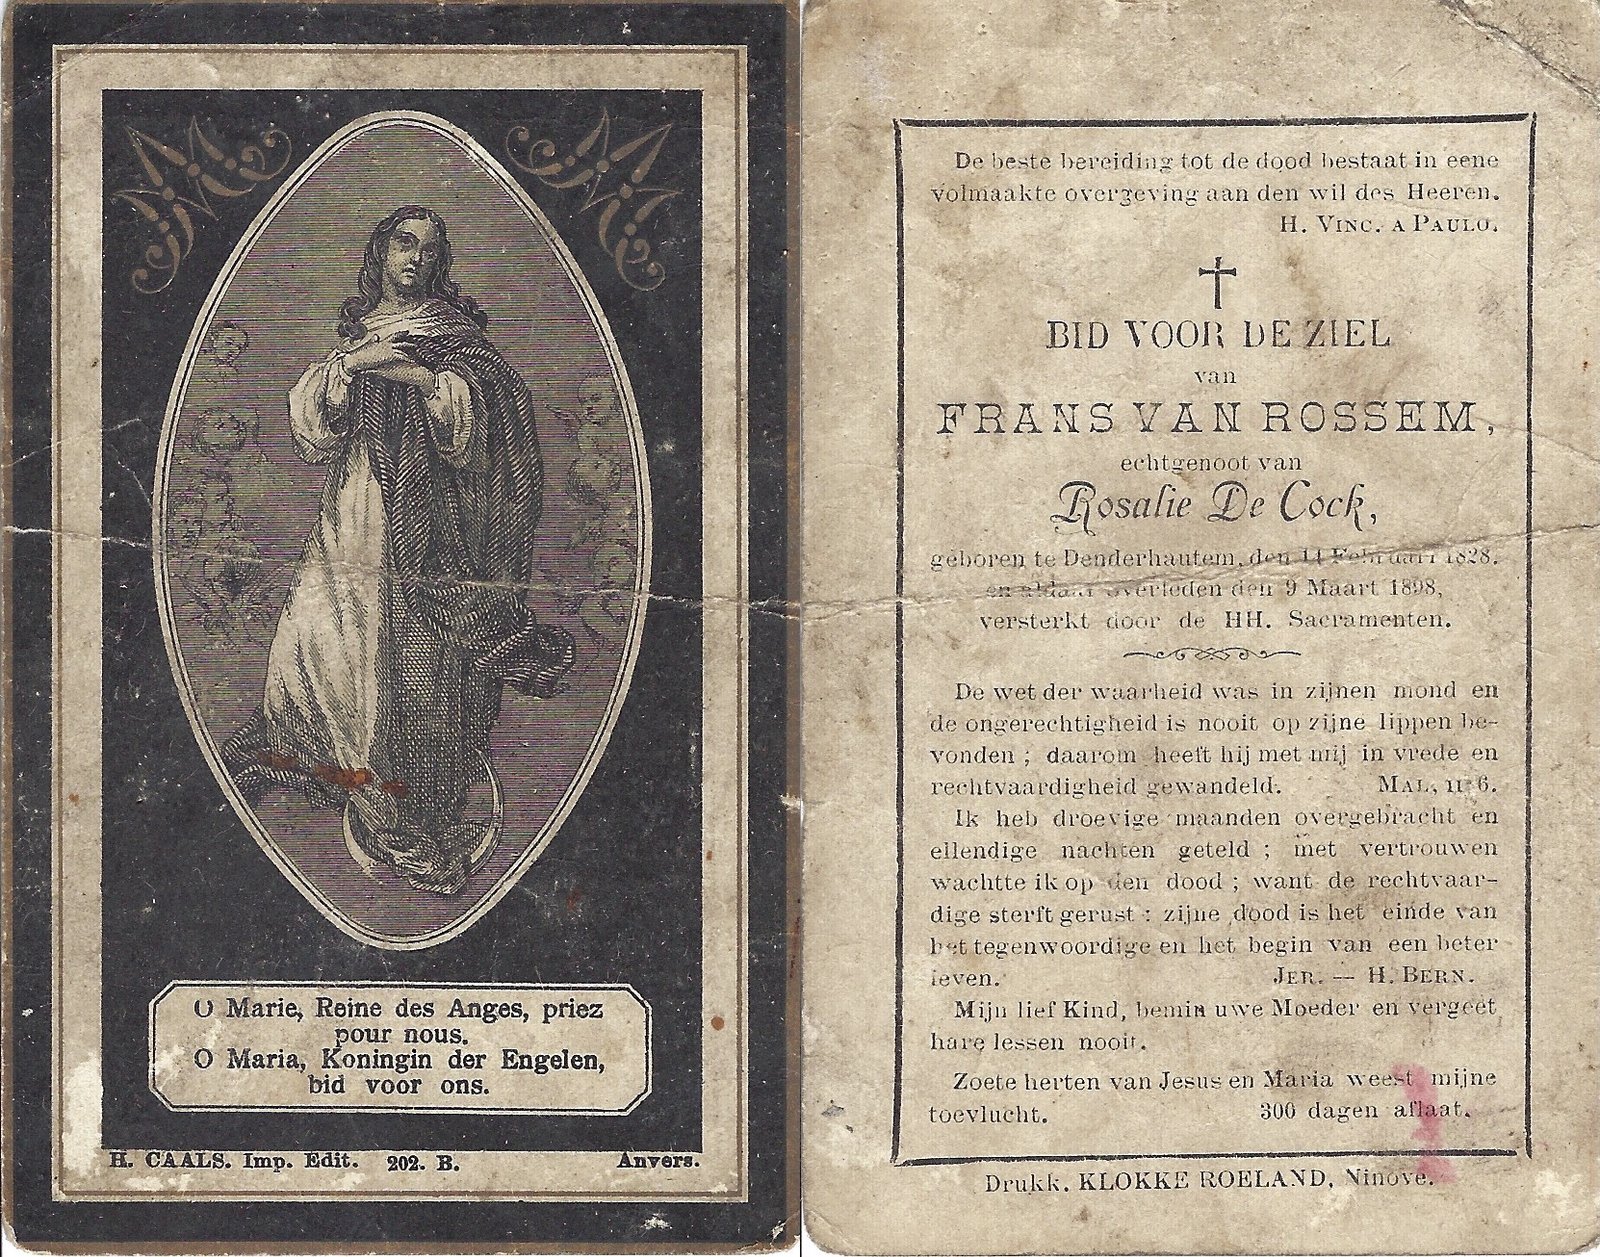 O Marie, Reine des Anges, priez
pour nous.
O Maria, Koningin der Engelen,
bid voor ons.
H. CAALS. Imp. Edit. 202. B. Anvers.
De beste bereiding tot de dood bestaat in eene
volmaakte overgeving aan den wil des Heeren.
H. VINC. A PAULO.
BID VOOR DE ZIEL
van
FRANS VAN ROSSEM,
echtgenoot van
Rosalie De Cock,
geboren te Denderhautem, den 14 Februari 1828.
en aldaar overleden den 9 Maart 1898,
versterkt door de HH. Sacramenten.
De wet der waarheid was in zijnen mond en
de ongerechtigheid is nooit op zijne lippen be-
vonden ; daarom heeft hij met mij in vrede en
rechtvaardigheid gewandeld. MAL, II 6.
Ik heb droevige maanden overgebracht en
ellendige nachten geteld ; met vertrouwen
wachtte ik op den dood ; want de rechtvaar-
dige sterft gerust : zijne dood is het einde van
het tegenwoordige en het begin van een beter
leven. JER. — H. BERN.
Mijn lief Kind, bemin uwe Moeder en vergeet
hare lessen nooit.
Zoete herten van Jesus en Maria weest mijne
toevlucht. 300 dagen aflaat.
Drukk. KLOKKE ROELAND, Ninove.